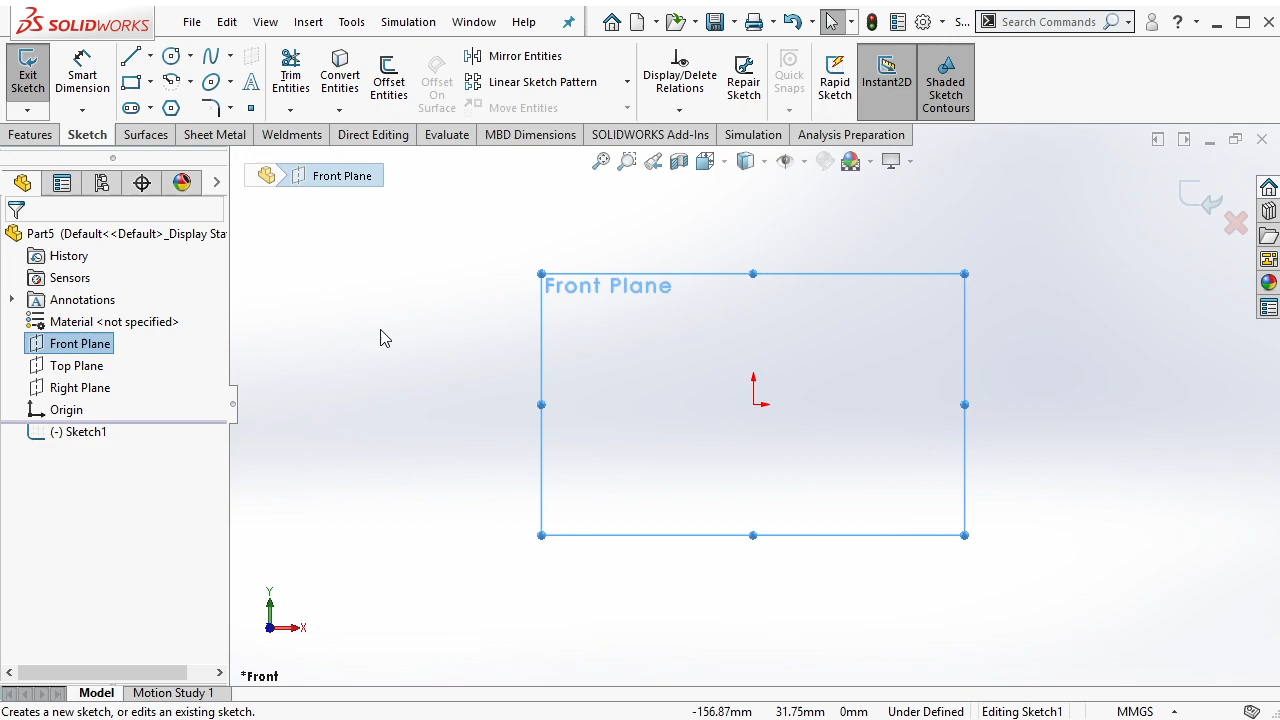 SOLIDWORKS
File Edit View Insert Tools Simulation Window Help
S...
Search Commands
?
Exit Sketch
Smart Dimension
Trim Entities
Convert Entities
Offset Entities
Offset On Surface
Mirror Entities
Linear Sketch Pattern
Move Entities
Display/Delete Relations
Repair Sketch
Quick Snaps
Rapid Sketch
Instant2D
Shaded Sketch Contours
Features Sketch Surfaces Sheet Metal Weldments Direct Editing Evaluate MBD Dimensions SOLIDWORKS Add-Ins Simulation Analysis Preparation
Front Plane
Part5 (Default<<Default>_Display Sta
History
Sensors
Annotations
Material <not specified>
Front Plane
Top Plane
Right Plane
Origin
(-) Sketch1
Front Plane
Y
X
*Front
Model Motion Study 1
Creates a new sketch, or edits an existing sketch.
-156.87mm 31.75mm 0mm Under Defined Editing Sketch1 MMGS